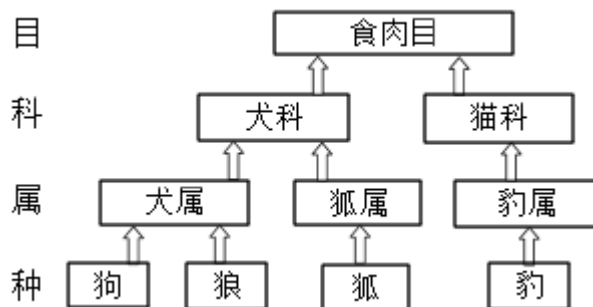 目 食肉目
科 犬科 猫科
属 犬属 狐属 豹属
种 狗 狼 狐 豹